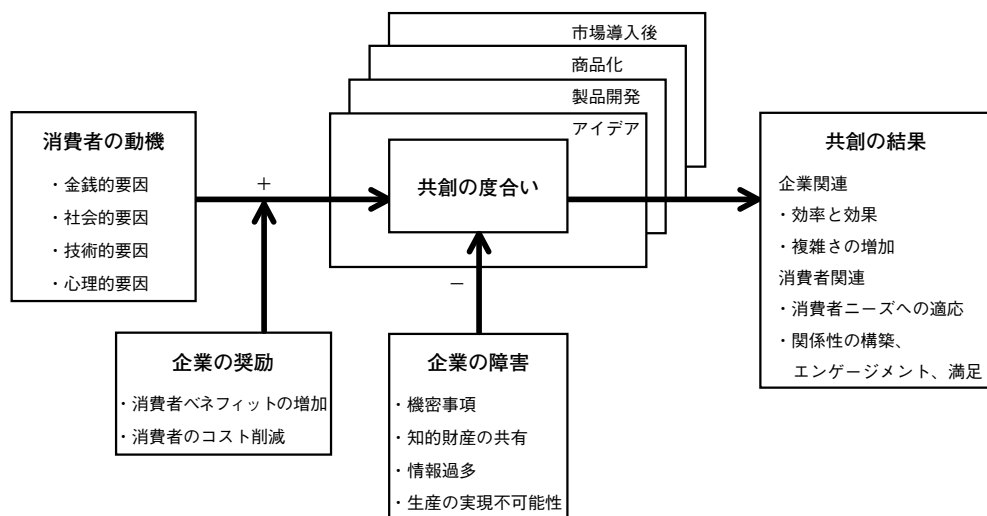 市場導入後
商品化
製品開発
アイデア
消費者の動機
・金銭的要因
・社会的要因
・技術的要因
・心理的要因
+
共創の度合い
共創の結果
企業関連
・効率と効果
・複雑さの増加
消費者関連
・消費者ニーズへの適応
・関係性の構築、
エンゲージメント、満足
−
企業の奨励
・消費者ベネフィットの増加
・消費者のコスト削減
企業の障害
・機密事項
・知的財産の共有
・情報過多
・生産の実現不可能性